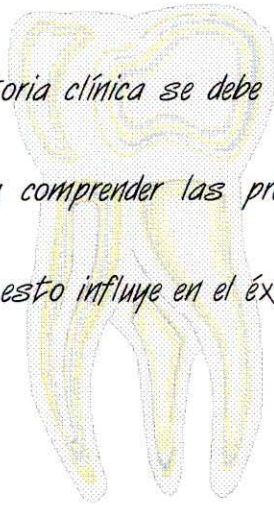 toria clínica se debe
comprender las pr
esto influye en el éx